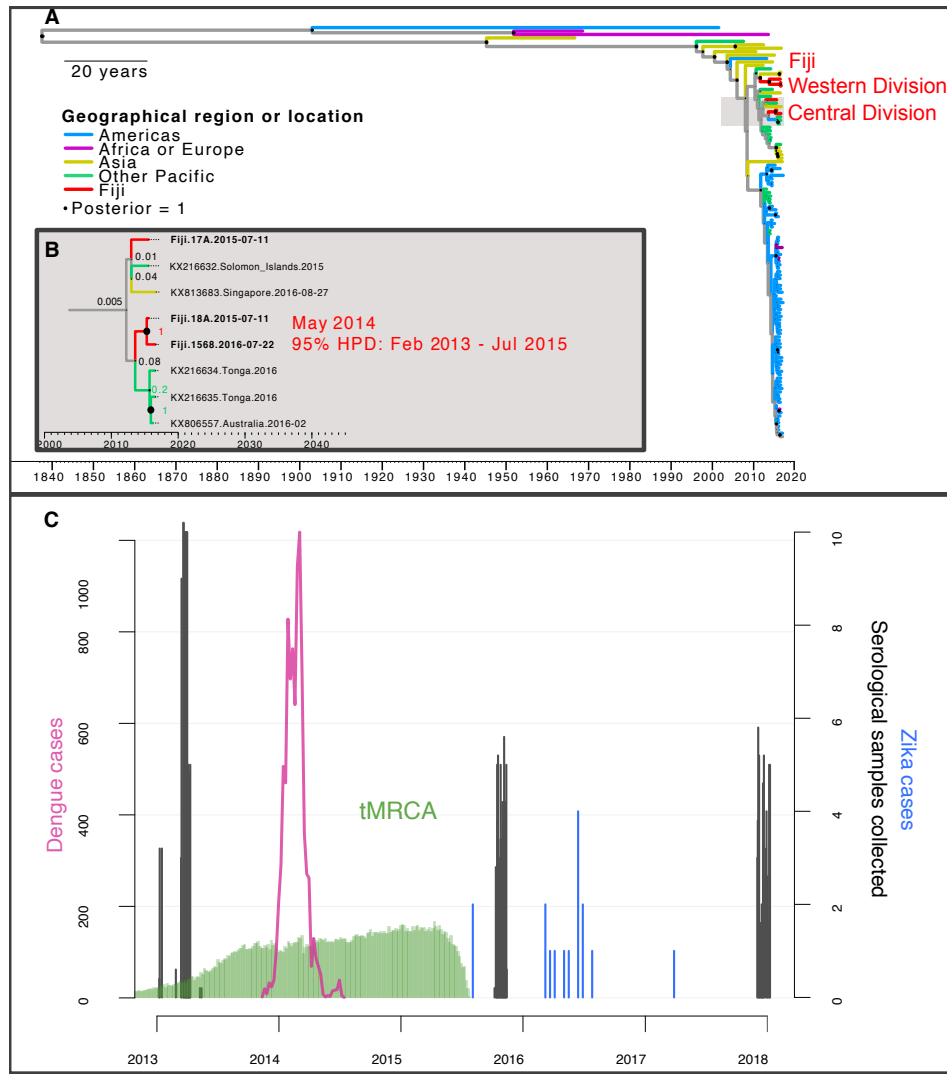 A
20 years
Fiji
Western Division
Central Division
Geographical region or location
Americas
Africa or Europe
Asia
Other Pacific
Fiji
Posterior = 1
B
Fiji.17A.2015-07-11
0.01
KX216632.Solomon_Islands.2015
0.04
KX813683.Singapore.2016-08-27
0.005
Fiji.18A.2015-07-11
1
Fiji.1568.2016-07-22
May 2014
95% HPD: Feb 2013 - Jul 2015
0.08
KX216634.Tonga.2016
0.2
KX216635.Tonga.2016
1
KX806557.Australia.2016-02
2000 2010 2020 2030 2040
1840 1850 1860 1870 1880 1890 1900 1910 1920 1930 1940 1950 1960 1970 1980 1990 2000 2010 2020
C
Dengue cases
0 200 400 600 800 1000
tMRCA
0 2 4 6 8 10
Serological samples collected
Zika cases
2013 2014 2015 2016 2017 2018